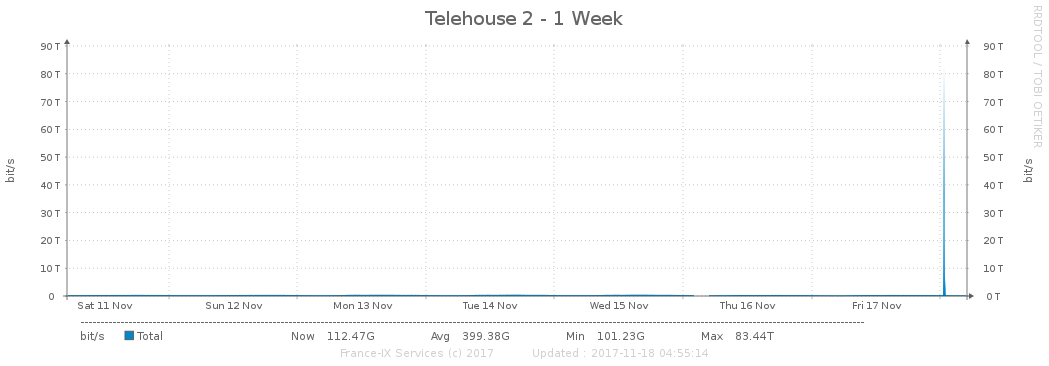 Telehouse 2 - 1 Week
RRDTOOL / TOBI OETIKER
90 T 90 T
80 T 80 T
70 T 70 T
60 T 60 T
50 T 50 T
bit/s bit/s
40 T 40 T
30 T 30 T
20 T 20 T
10 T 10 T
0 0 T
Sat 11 Nov Sun 12 Nov Mon 13 Nov Tue 14 Nov Wed 15 Nov Thu 16 Nov Fri 17 Nov
bit/s Total Now 112.47G Avg 399.38G Min 101.23G Max 83.44T
France-IX Services (c) 2017 Updated : 2017-11-18 04:55:14